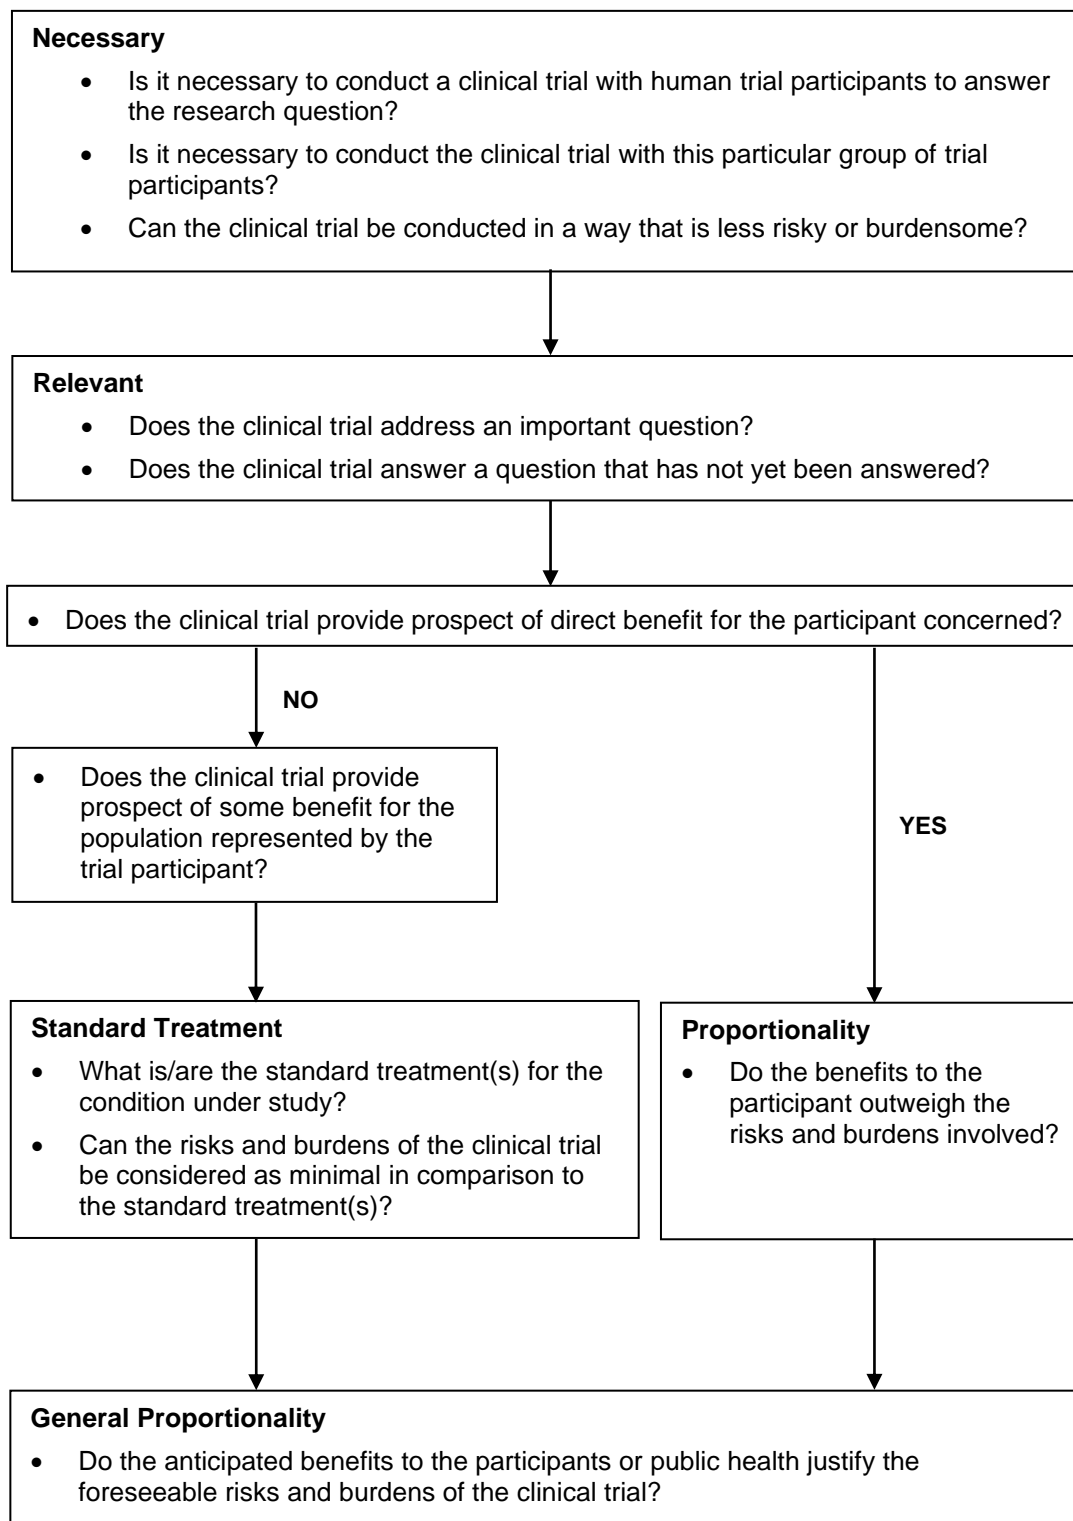 Necessary
• Is it necessary to conduct a clinical trial with human trial participants to answer
the research question?
• Is it necessary to conduct the clinical trial with this particular group of trial
participants?
• Can the clinical trial be conducted in a way that is less risky or burdensome?
Relevant
• Does the clinical trial address an important question?
• Does the clinical trial answer a question that has not yet been answered?
• Does the clinical trial provide prospect of direct benefit for the participant concerned?
NO
• Does the clinical trial provide
prospect of some benefit for the
population represented by the
trial participant?
YES
Standard Treatment
• What is/are the standard treatment(s) for the
condition under study?
• Can the risks and burdens of the clinical trial
be considered as minimal in comparison to
the standard treatment(s)?
Proportionality
• Do the benefits to the
participant outweigh the
risks and burdens involved?
General Proportionality
• Do the anticipated benefits to the participants or public health justify the
foreseeable risks and burdens of the clinical trial?